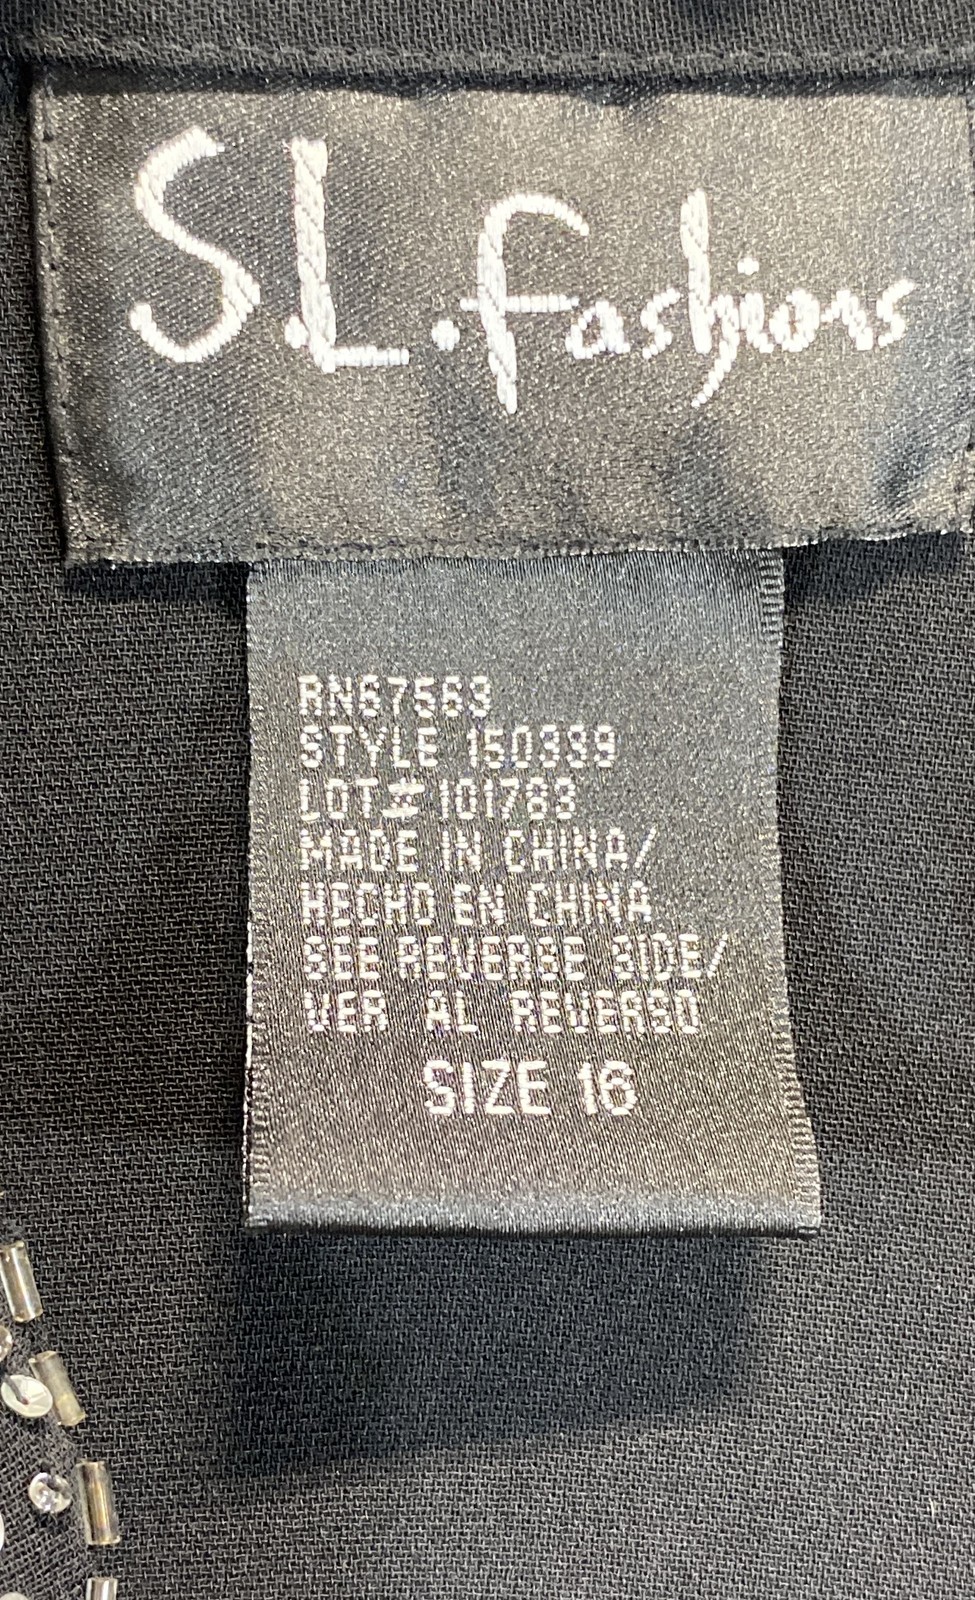 S.L. Fashions
RN67563
STYLE 150339
LOT# 101763
MADE IN CHINA/
HECHO EN CHINA
SEE REVERSE SIDE/
VER AL REVERSO
SIZE 16